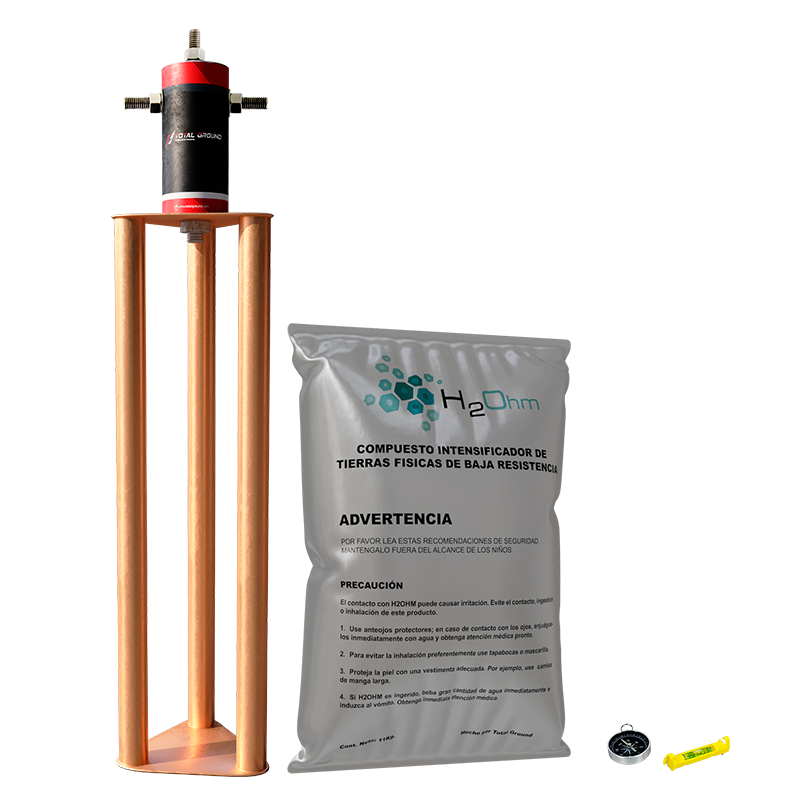 TOTAL GROUND
H2Ohm
COMPUESTO INTENSIFICADOR DE
TIERRAS FISICAS DE BAJA RESISTENCIA
ADVERTENCIA
POR FAVOR LEA ESTAS RECOMENDACIONES DE SEGURIDAD.
MANTENGALO FUERA DEL ALCANCE DE LOS NIÑOS.
PRECAUCIÓN
El contacto con H2OHM puede causar irritación. Evite el contacto, ingestión
o inhalación de este producto.
1. Use anteojos protectores; en caso de contacto con los ojos, enjuágue-
los inmediatamente con agua y obtenga atención médica pronto.
2. Para evitar la inhalación preferentemente use tapabocas o mascarilla.
3. Proteja la piel con una vestimenta adecuada. Por ejemplo, use camisa
de manga larga.
4. Si H2OHM es ingerido, beba gran cantidad de agua inmediatamente e
induzca al vómito. Obtenga inmediata atención médica.
Cont. Neto: 11Kg.
Hecho por Total Ground